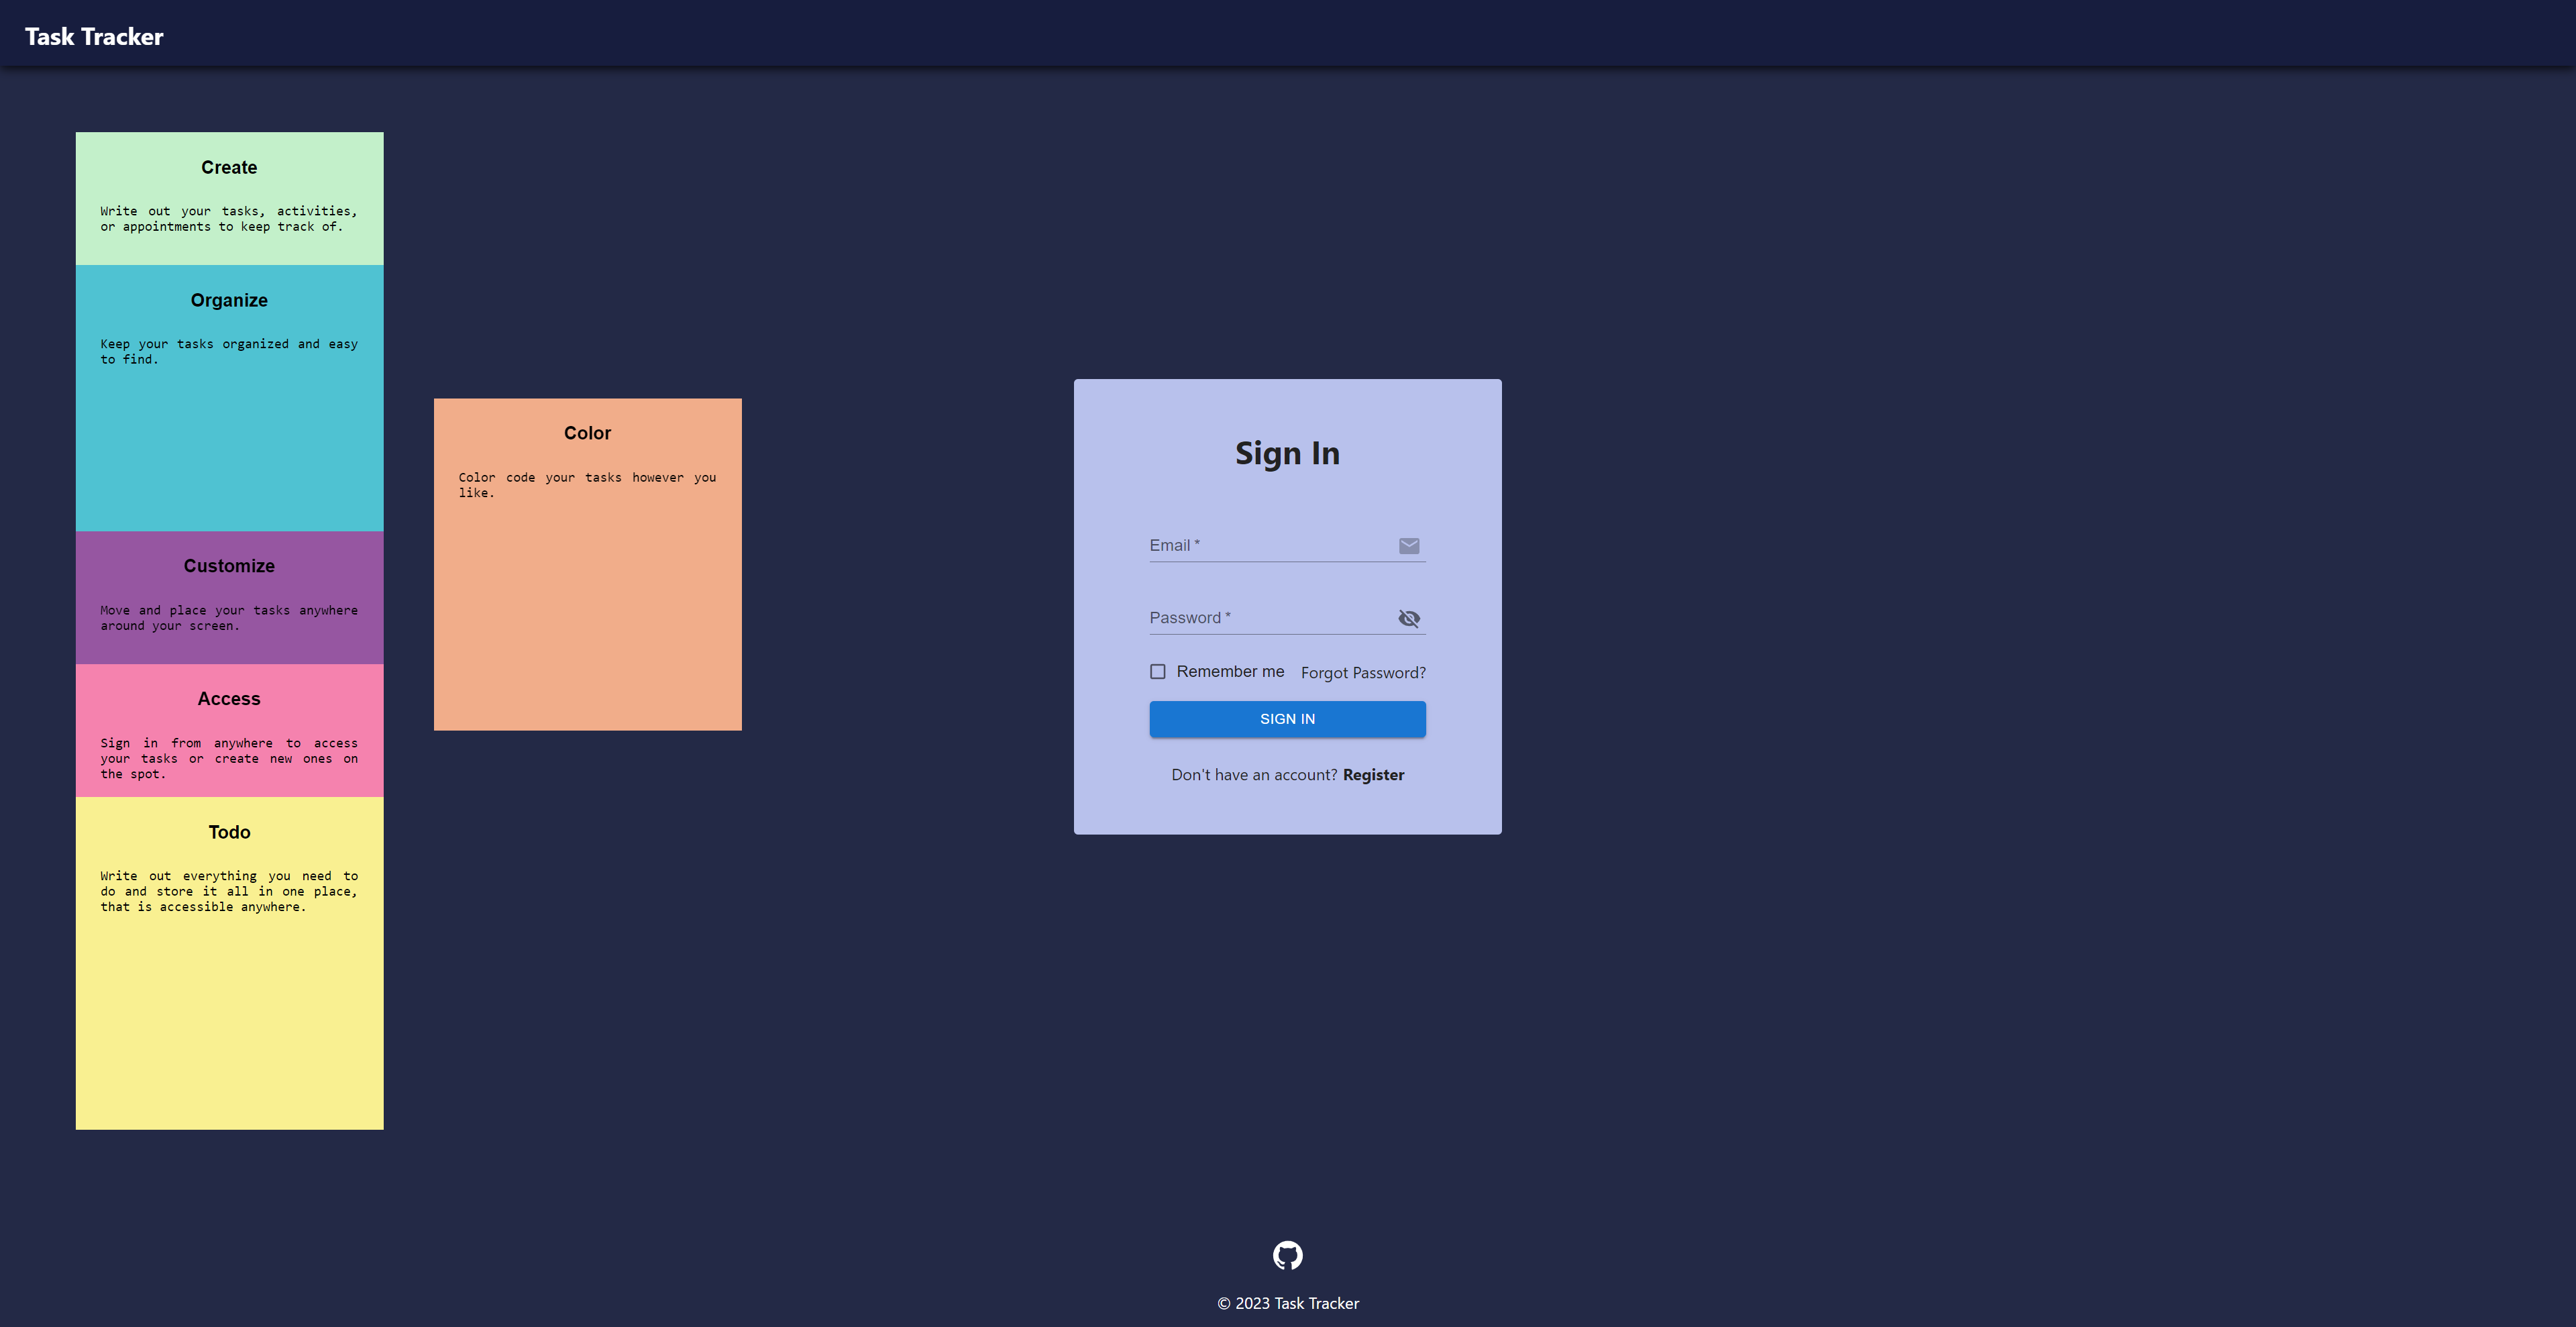 Task Tracker
Create
Write out your tasks, activities,
or appointments to keep track of.
Organize
Keep your tasks organized and easy
to find.
Customize
Move and place your tasks anywhere
around your screen.
Access
Sign in from anywhere to access
your tasks or create new ones on
the spot.
Todo
Write out everything you need to
do and store it all in one place,
that is accessible anywhere.
Color
Color code your tasks however you
like.
Sign In
Email *
Password *
Remember me Forgot Password?
SIGN IN
Don't have an account? Register
© 2023 Task Tracker